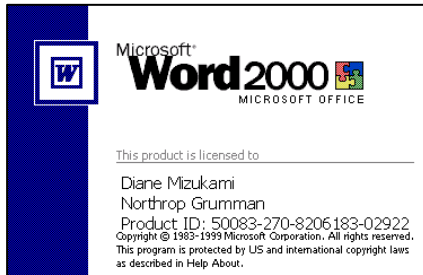 Microsoft®
Word 2000
MICROSOFT OFFICE
W
This product is licensed to
Diane Mizukami
Northrop Grumman
Product ID: 50083-270-8206183-02922
Copyright © 1983-1999 Microsoft Corporation. All rights reserved.
This program is protected by US and international copyright laws
as described in Help About.